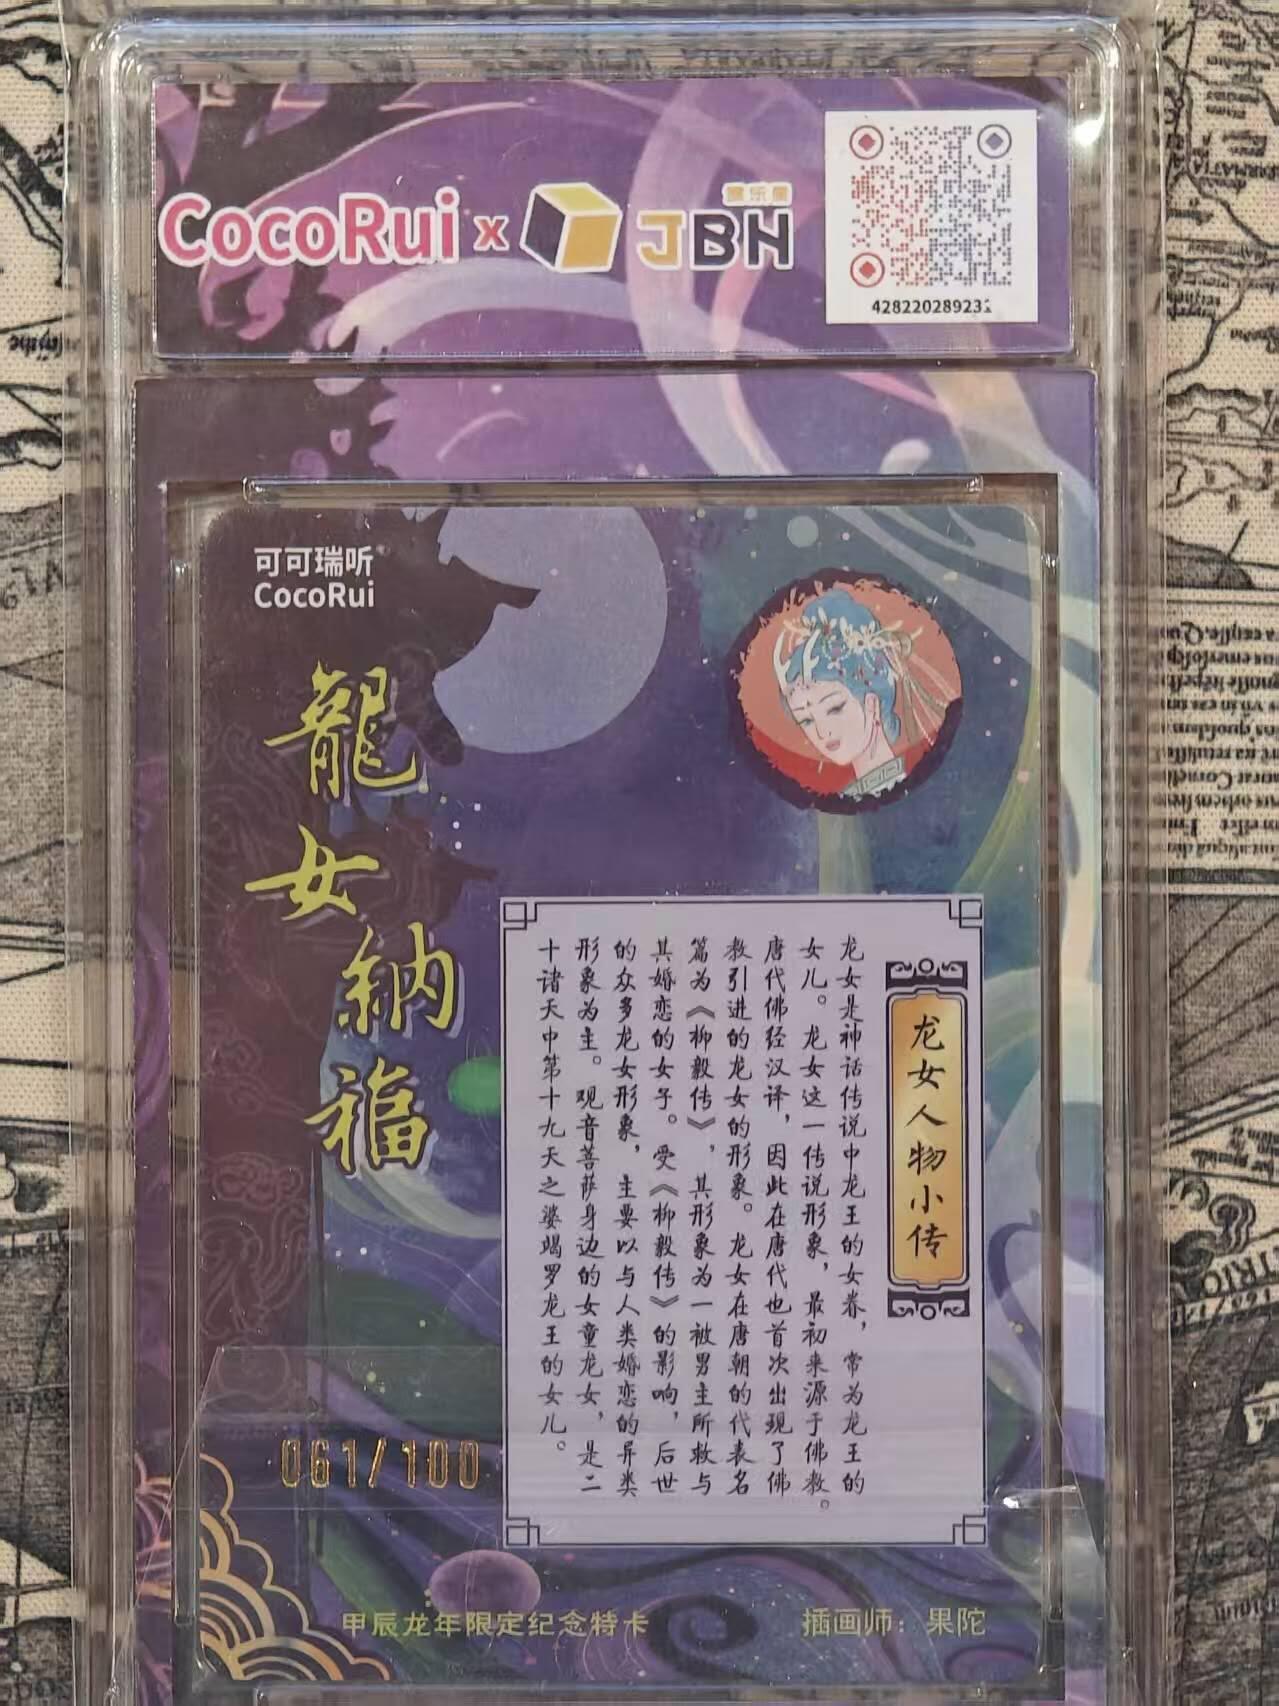 CocoRui x JBH
42822028923
可可瑞听
CocoRui
龍女納福
龙女人物小传
龙女是神话传说中龙王的女眷，常为龙王的
女儿。龙女这一传说形象，最初来源于佛教。
唐代佛经汉译，因此在唐代也首次出现了佛
教引进的龙女的形象。龙女在唐朝的代表名
篇为《柳毅传》，其形象为一被男主所救与
其婚恋的女子。受《柳毅传》的影响，后世
的众多龙女形象，主要以与人类婚恋的异类
形象为主。观音菩萨身边的女童龙女，是二
十诸天中第十九天之婆竭罗龙王的女儿。
061/100
甲辰龙年限定纪念特卡
插画师：果陀